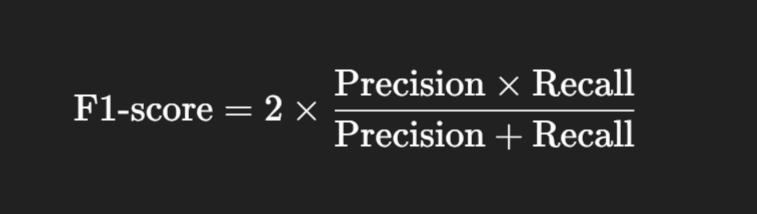 F1-score = 2 × Precision × Recall / Precision + Recall